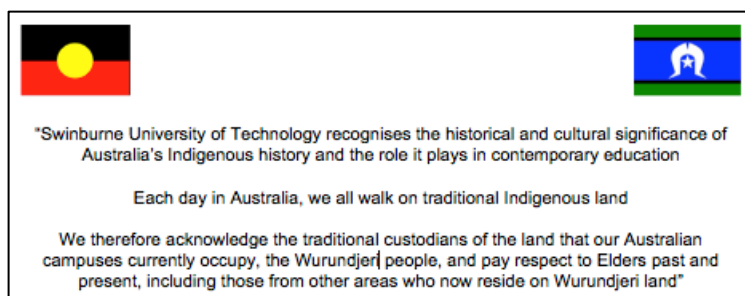 "Swinburne University of Technology recognises the historical and cultural significance of
Australia's Indigenous history and the role it plays in contemporary education
Each day in Australia, we all walk on traditional Indigenous land
We therefore acknowledge the traditional custodians of the land that our Australian
campuses currently occupy, the Wurundjeri people, and pay respect to Elders past and
present, including those from other areas who now reside on Wurundjeri land"